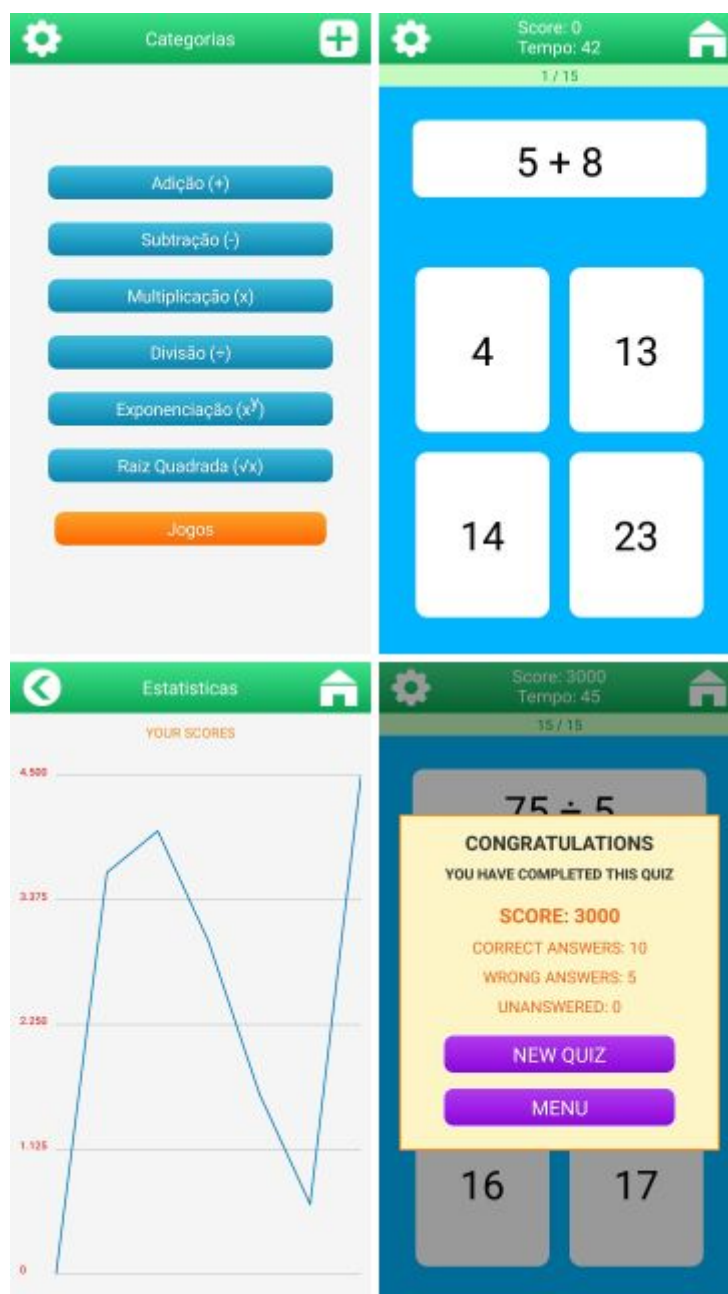 Categorias
Adição (+)
Subtração (-)
Multiplicação (x)
Divisão (÷)
Exponenciação (xʸ)
Raiz Quadrada (√x)
Jogos
Score: 0
Tempo: 42
1 / 15
5 + 8
4
13
14
23
Estatisticas
YOUR SCORES
4.500
3.375
2.250
1.125
0
Score: 3000
Tempo: 45
15 / 15
75 ÷ 5
CONGRATULATIONS
YOU HAVE COMPLETED THIS QUIZ
SCORE: 3000
CORRECT ANSWERS: 10
WRONG ANSWERS: 5
UNANSWERED: 0
NEW QUIZ
MENU
16
17